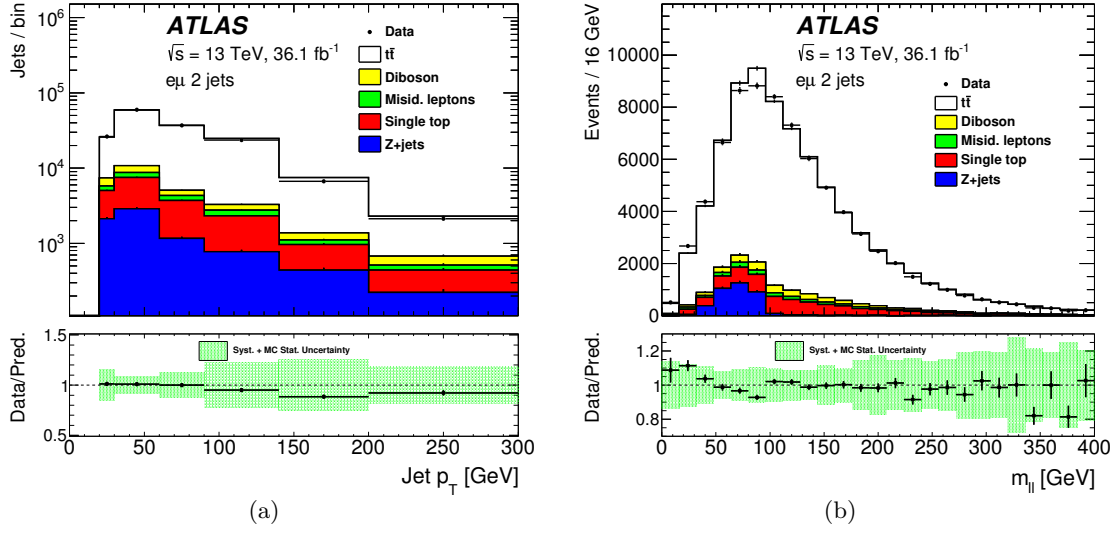 Jets / bin
10⁶
10⁵
10⁴
10³
ATLAS
√s = 13 TeV, 36.1 fb⁻¹
eμ 2 jets
Data
tt̄
Diboson
Misid. leptons
Single top
Z+jets
Data/Pred.
1.5
1
0.5
Syst. + MC Stat. Uncertainty
0 50 100 150 200 250 300
Jet p_T [GeV]
(a)
Events / 16 GeV
10000
8000
6000
4000
2000
0
ATLAS
√s = 13 TeV, 36.1 fb⁻¹
eμ 2 jets
Data
tt̄
Diboson
Misid. leptons
Single top
Z+jets
Data/Pred.
1.2
1.0
0.8
Syst. + MC Stat. Uncertainty
0 50 100 150 200 250 300 350 400
m_ll [GeV]
(b)